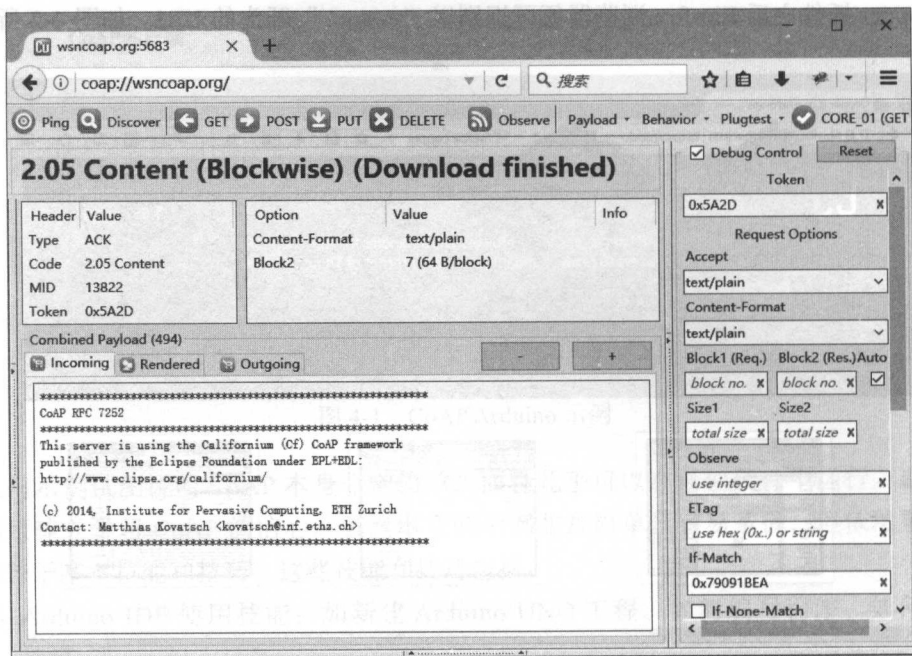 wsncoap.org:5683
coap://wsncoap.org/
搜索
Ping Discover GET POST PUT DELETE Observe Payload Behavior Plugtest CORE_01 (GET
2.05 Content (Blockwise) (Download finished)
Header Value
Type ACK
Code 2.05 Content
MID 13822
Token 0x5A2D
Option Value Info
Content-Format text/plain
Block2 7 (64 B/block)
Combined Payload (494)
Incoming Rendered Outgoing
- +
****************************************************
CoAP RFC 7252
****************************************************
This server is using the Californium (Cf) CoAP framework
published by the Eclipse Foundation under EPL+EDL:
http://www.eclipse.org/californium/
(c) 2014, Institute for Pervasive Computing, ETH Zurich
Contact: Matthias Kovatsch <kovatsch@inf.ethz.ch>
****************************************************
Debug Control Reset
Token
0x5A2D
Request Options
Accept
text/plain
Content-Format
text/plain
Block1 (Req.) Block2 (Res.) Auto
block no. x block no. x
Size1 Size2
total size x total size x
Observe
use integer
ETag
use hex (0x..) or string x
If-Match
0x79091BEA x
If-None-Match